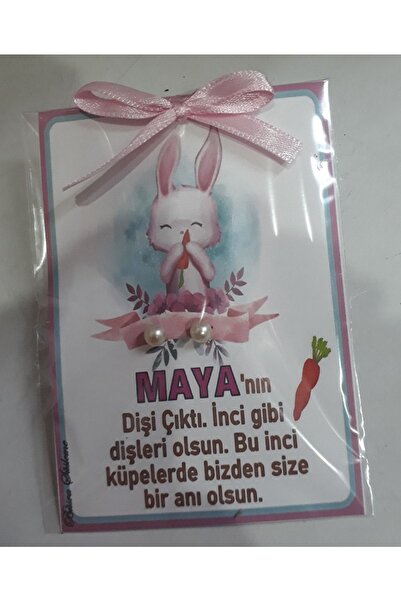 MAYA'nın
Dişi Çıktı. İnci gibi
dişleri olsun. Bu inci
küpelerde bizden size
bir anı olsun.